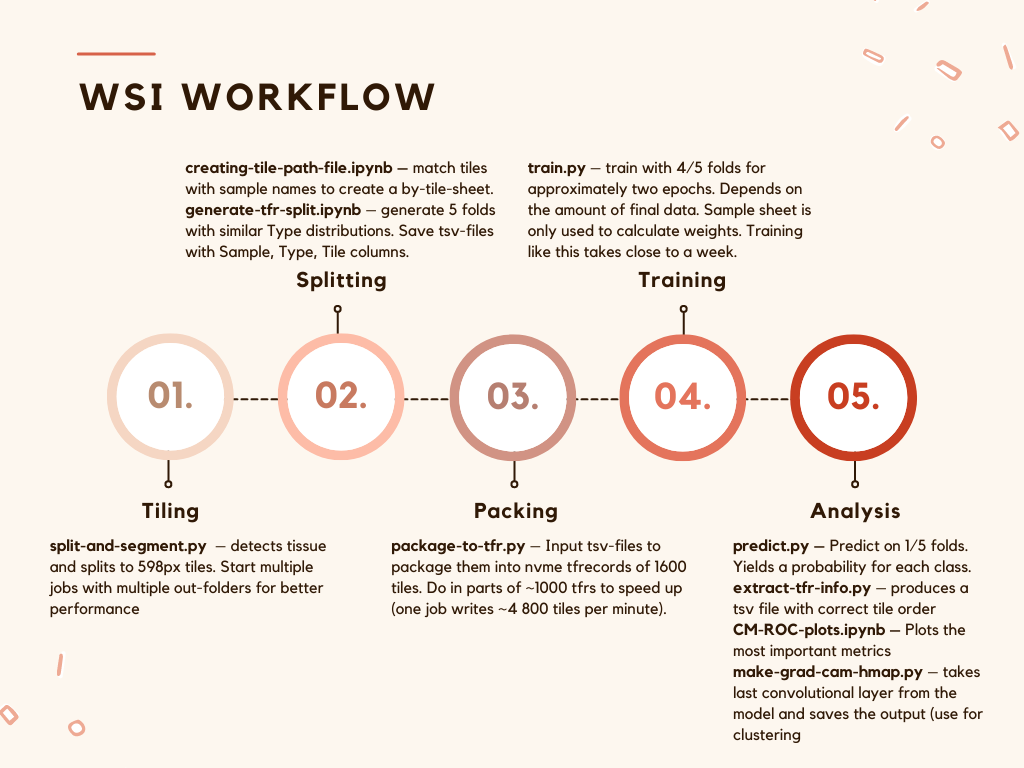 WSI WORKFLOW
creating-tile-path-file.ipynb — match tiles
with sample names to create a by-tile-sheet.
generate-tfr-split.ipynb — generate 5 folds
with similar Type distributions. Save tsv-files
with Sample, Type, Tile columns.
Splitting
train.py — train with 4/5 folds for
approximately two epochs. Depends on
the amount of final data. Sample sheet is
only used to calculate weights. Training
like this takes close to a week.
Training
01.
02.
03.
04.
05.
Tiling
split-and-segment.py — detects tissue
and splits to 598px tiles. Start multiple
jobs with multiple out-folders for better
performance
Packing
package-to-tfr.py — Input tsv-files to
package them into nvme tfrecords of 1600
tiles. Do in parts of ~1000 tfrs to speed up
(one job writes ~4 800 tiles per minute).
Analysis
predict.py — Predict on 1/5 folds.
Yields a probability for each class.
extract-tfr-info.py — produces a
tsv file with correct tile order
CM-ROC-plots.ipynb — Plots the
most important metrics
make-grad-cam-hmap.py — takes
last convolutional layer from the
model and saves the output (use for
clustering